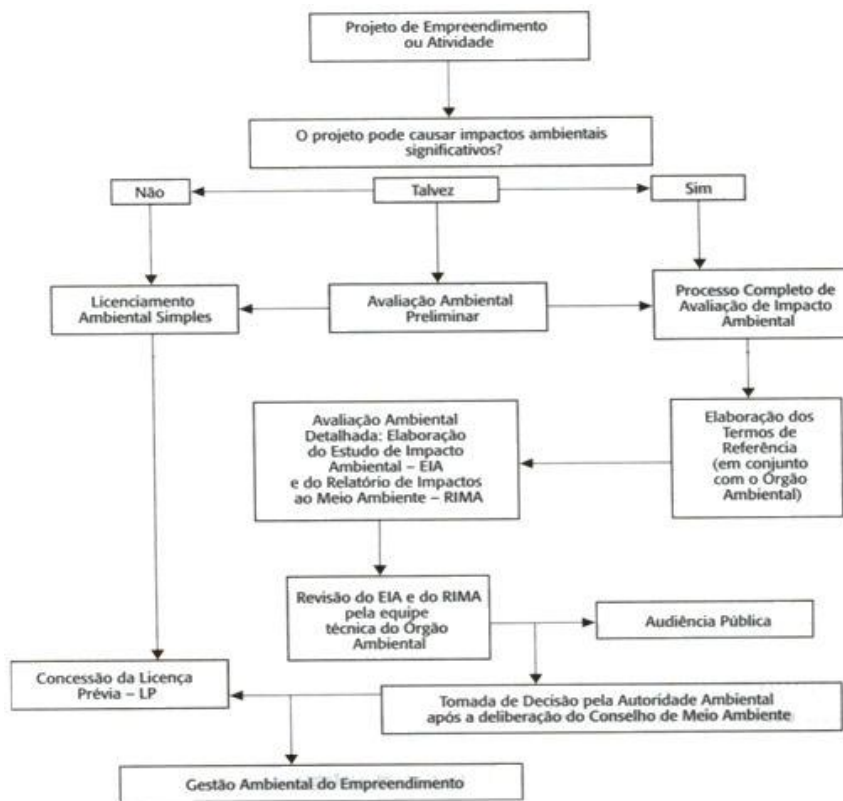 Projeto de Empreendimento
ou Atividade
O projeto pode causar impactos ambientais
significativos?
Não
Talvez
Sim
Licenciamento
Ambiental Simples
Avaliação Ambiental
Preliminar
Processo Completo de
Avaliação de Impacto
Ambiental
Avaliação Ambiental
Detalhada: Elaboração
do Estudo de Impacto
Ambiental – EIA
e do Relatório de Impactos
ao Meio Ambiente – RIMA
Elaboração dos
Termos de
Referência
(em conjunto
com o Órgão
Ambiental)
Revisão do EIA e do RIMA
pela equipe
técnica do Órgão
Ambiental
Audiência Pública
Concessão da Licença
Prévia – LP
Tomada de Decisão pela Autoridade Ambiental
após a deliberação do Conselho de Meio Ambiente
Gestão Ambiental do Empreendimento